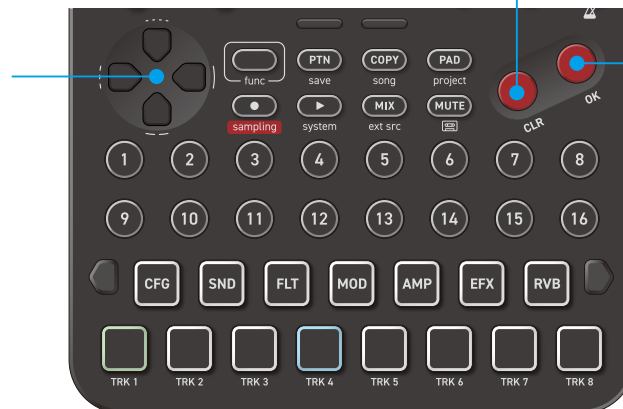 PTN COPY PAD
func save song project
MIX MUTE
sampling system ext src
CLR OK
1 2 3 4 5 6 7 8
9 10 11 12 13 14 15 16
CFG SND FLT MOD AMP EFX RVB
TRK 1 TRK 2 TRK 3 TRK 4 TRK 5 TRK 6 TRK 7 TRK 8